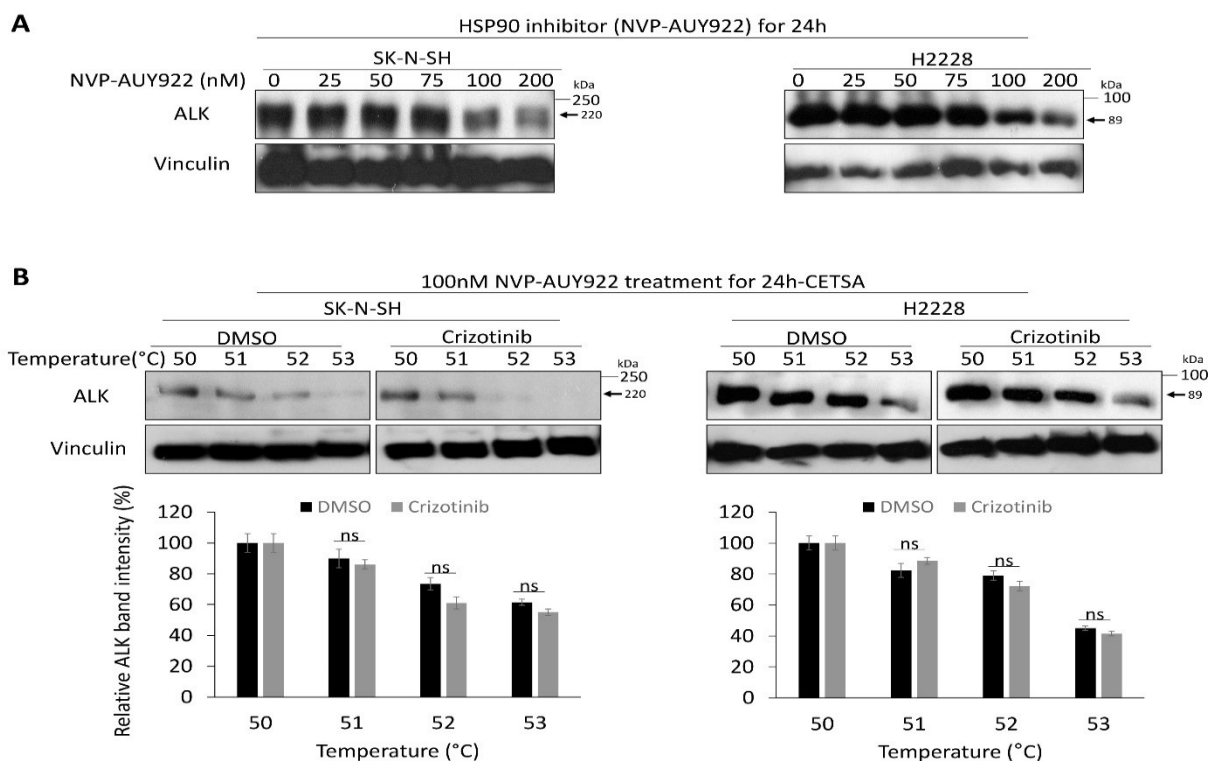 A
HSP90 inhibitor (NVP-AUY922) for 24h
SK-N-SH
H2228
NVP-AUY922 (nM) 0 25 50 75 100 200 kDa
0 25 50 75 100 200 kDa
250
100
ALK
220
89
Vinculin
B
100nM NVP-AUY922 treatment for 24h-CETSA
SK-N-SH
H2228
DMSO Crizotinib
DMSO Crizotinib
Temperature(°C) 50 51 52 53 50 51 52 53 kDa
50 51 52 53 50 51 52 53 kDa
250
100
ALK
220
89
Vinculin
Relative ALK band intensity (%)
DMSO Crizotinib
120
100
80
60
40
20
0
ns
ns
ns
50 51 52 53
Temperature (°C)
DMSO Crizotinib
120
100
80
60
40
20
0
ns
ns
ns
50 51 52 53
Temperature (°C)